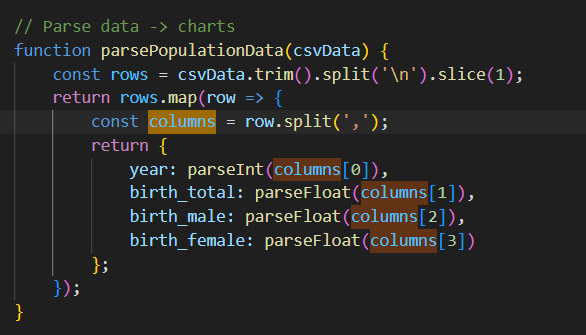 // Parse data -> charts
function parsePopulationData(csvData) {
    const rows = csvData.trim().split('\n').slice(1);
    return rows.map(row => {
        const columns = row.split(',');
        return {
            year: parseInt(columns[0]),
            birth_total: parseFloat(columns[1]),
            birth_male: parseFloat(columns[2]),
            birth_female: parseFloat(columns[3])
        };
    });
}